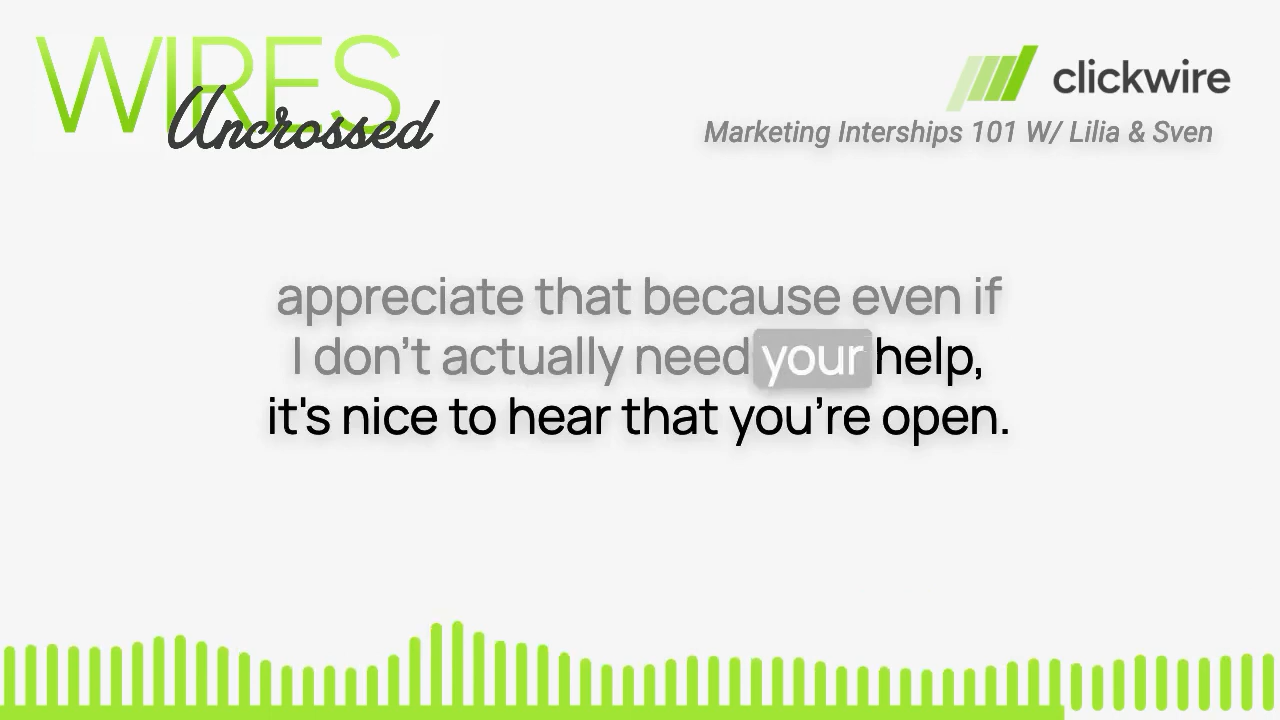 WIRES
Uncrossed
clickwire
Marketing Interships 101 W/ Lilia & Sven
appreciate that because even if
I don’t actually need your help,
it's nice to hear that you’re open.